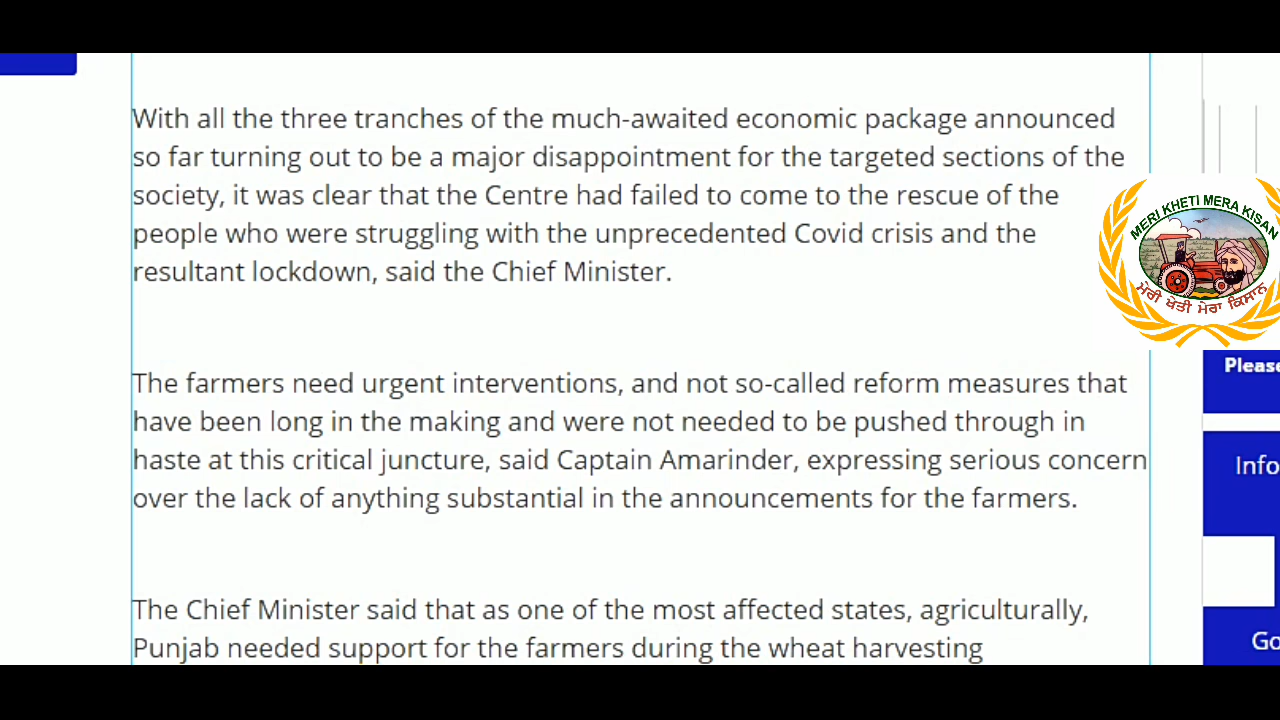 With all the three tranches of the much-awaited economic package announced
so far turning out to be a major disappointment for the targeted sections of the
society, it was clear that the Centre had failed to come to the rescue of the
people who were struggling with the unprecedented Covid crisis and the
resultant lockdown, said the Chief Minister.
MERI KHETI MERA KISAN
ਮੇਰੀ ਖੇਤੀ ਮੇਰਾ ਕਿਸਾਨ
The farmers need urgent interventions, and not so-called reform measures that
have been long in the making and were not needed to be pushed through in
haste at this critical juncture, said Captain Amarinder, expressing serious concern
over the lack of anything substantial in the announcements for the farmers.
Please
Info
The Chief Minister said that as one of the most affected states, agriculturally,
Punjab needed support for the farmers during the wheat harvesting
Go